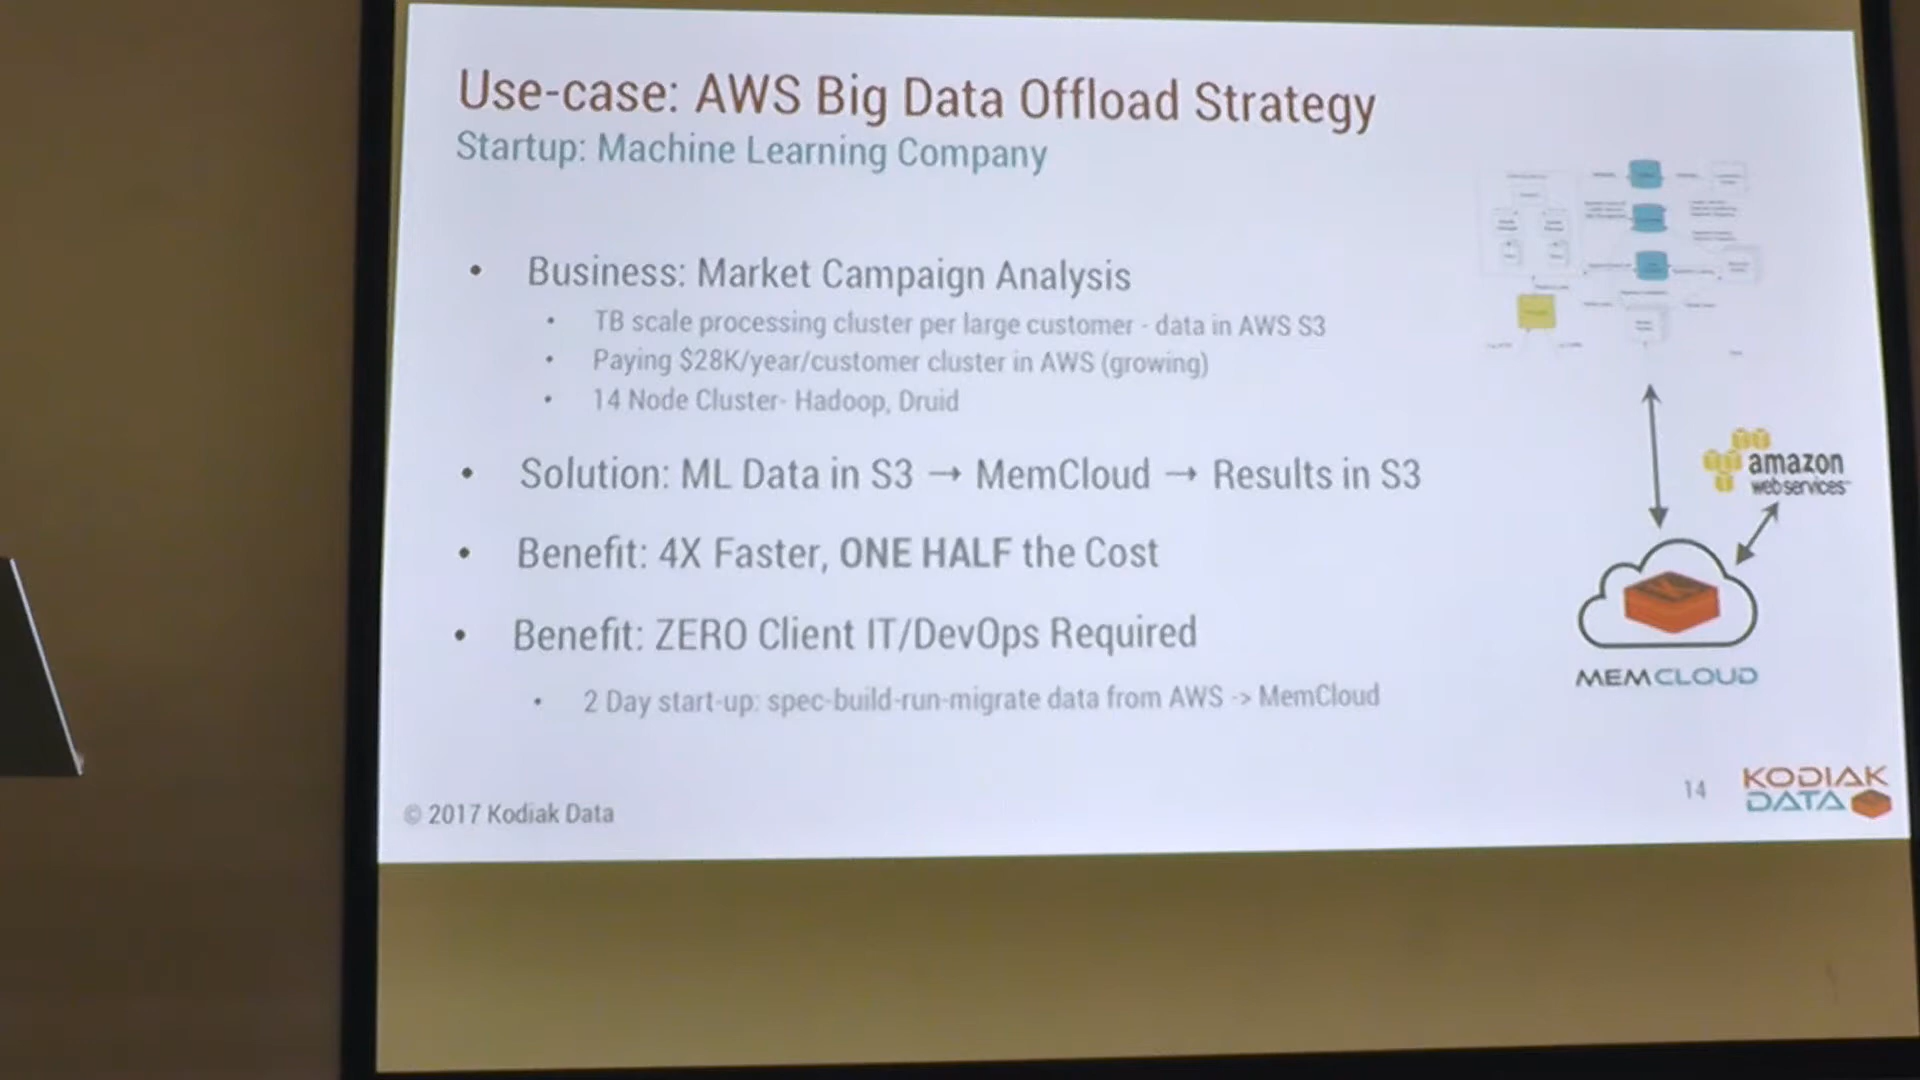 Use-case: AWS Big Data Offload Strategy
Startup: Machine Learning Company
• Business: Market Campaign Analysis
• TB scale processing cluster per large customer - data in AWS S3
• Paying $28K/year/customer cluster in AWS (growing)
• 14 Node Cluster- Hadoop, Druid
• Solution: ML Data in S3 → MemCloud → Results in S3
• Benefit: 4X Faster, ONE HALF the Cost
• Benefit: ZERO Client IT/DevOps Required
• 2 Day start-up: spec-build-run-migrate data from AWS -> MemCloud
amazon
webservices
MEMCLOUD
© 2017 Kodiak Data
14
KODIAK
DATA